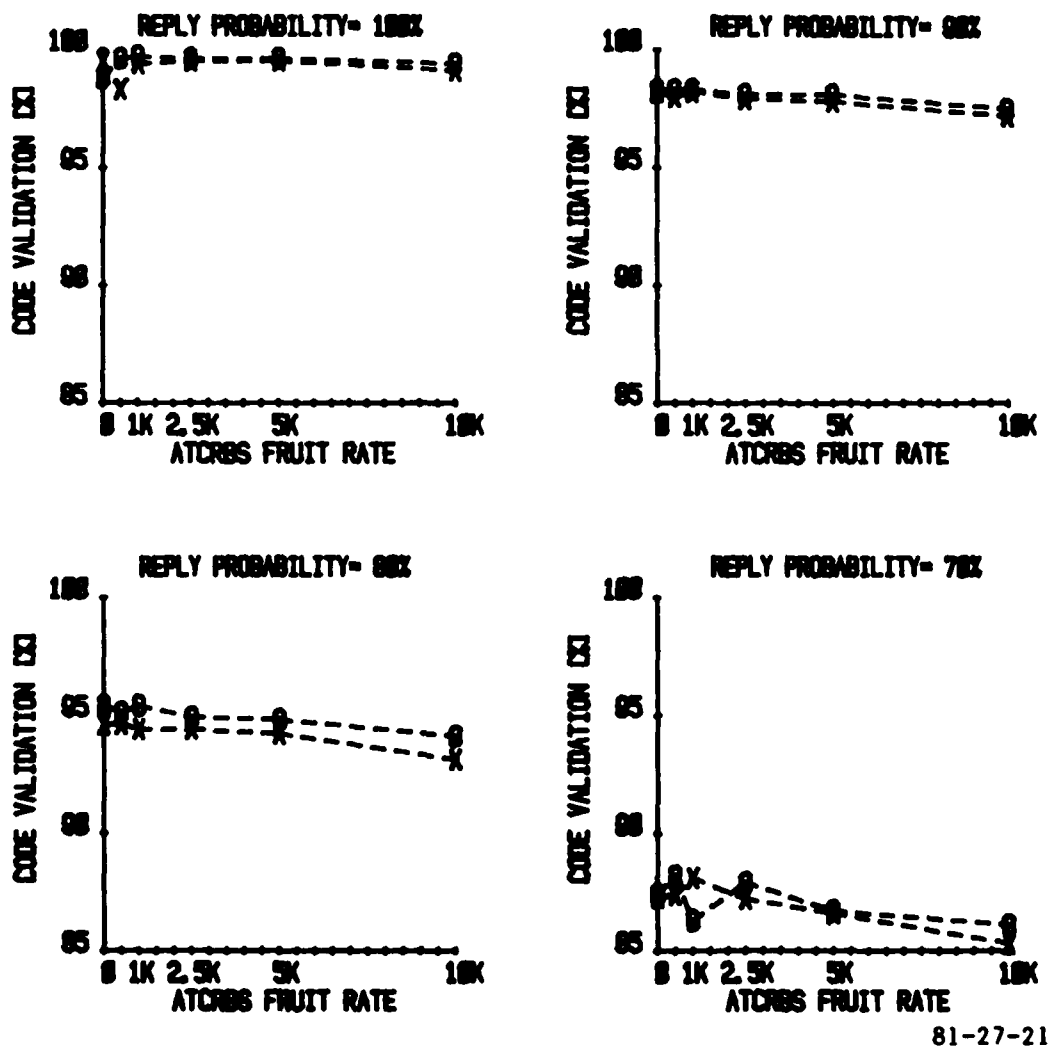 REPLY PROBABILITY= 100%
100
95
90
85
CODE VALIDATION [%]
0 1K 2.5K 5K 10K
ATCRBS FRUIT RATE
REPLY PROBABILITY= 90%
100
95
90
85
CODE VALIDATION [%]
0 1K 2.5K 5K 10K
ATCRBS FRUIT RATE
REPLY PROBABILITY= 80%
100
95
90
85
CODE VALIDATION [%]
0 1K 2.5K 5K 10K
ATCRBS FRUIT RATE
REPLY PROBABILITY= 70%
100
95
90
85
CODE VALIDATION [%]
0 1K 2.5K 5K 10K
ATCRBS FRUIT RATE
81-27-21